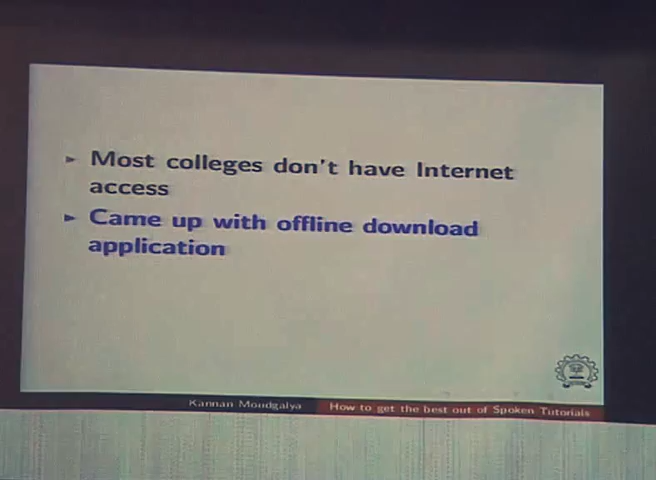 Most colleges don't have Internet
access
Came up with offline download
application
Kannan Moudgalya How to get the best out of Spoken Tutorials